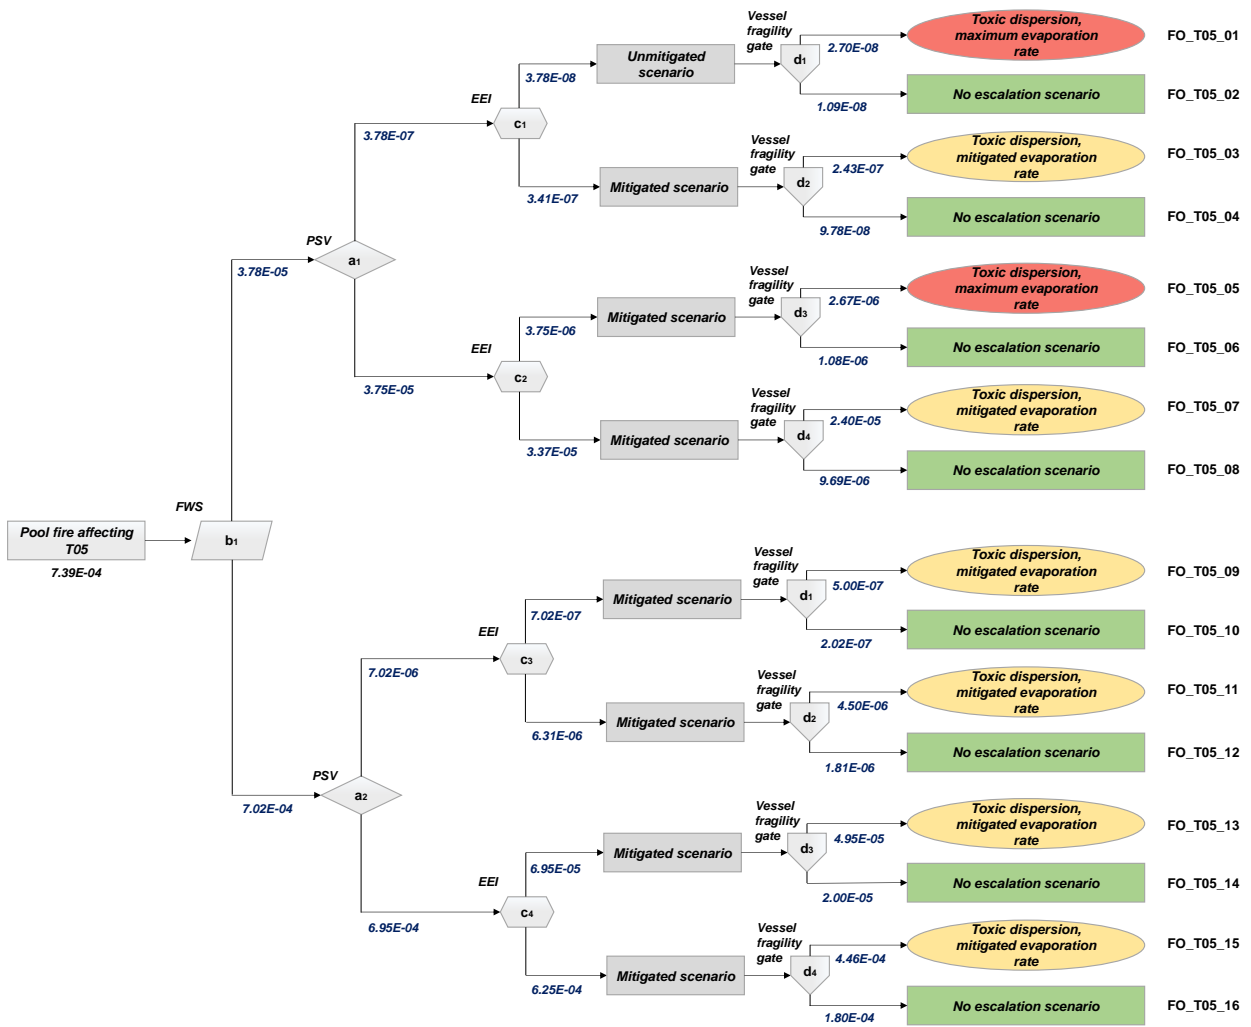 Vessel
fragility
gate
d1
2.70E-08
Toxic dispersion,
maximum evaporation
rate
FO_T05_01
Unmitigated
scenario
3.78E-08
1.09E-08
No escalation scenario
FO_T05_02
EEI
c1
3.78E-07
Vessel
fragility
gate
d2
2.43E-07
Toxic dispersion,
mitigated evaporation
rate
FO_T05_03
Mitigated scenario
3.41E-07
9.78E-08
No escalation scenario
FO_T05_04
PSV
a1
3.78E-05
Vessel
fragility
gate
d3
2.67E-06
Toxic dispersion,
maximum evaporation
rate
FO_T05_05
Mitigated scenario
3.75E-06
1.08E-06
No escalation scenario
FO_T05_06
EEI
c2
3.75E-05
Vessel
fragility
gate
d4
2.40E-05
Toxic dispersion,
mitigated evaporation
rate
FO_T05_07
Mitigated scenario
3.37E-05
9.69E-06
No escalation scenario
FO_T05_08
FWS
Pool fire affecting
T05
b1
7.39E-04
Vessel
fragility
gate
d1
5.00E-07
Toxic dispersion,
mitigated evaporation
rate
FO_T05_09
Mitigated scenario
7.02E-07
2.02E-07
No escalation scenario
FO_T05_10
EEI
c3
7.02E-06
Vessel
fragility
gate
d2
4.50E-06
Toxic dispersion,
mitigated evaporation
rate
FO_T05_11
Mitigated scenario
6.31E-06
1.81E-06
No escalation scenario
FO_T05_12
PSV
a2
7.02E-04
Vessel
fragility
gate
d3
4.95E-05
Toxic dispersion,
mitigated evaporation
rate
FO_T05_13
Mitigated scenario
6.95E-05
2.00E-05
No escalation scenario
FO_T05_14
EEI
c4
6.95E-04
Vessel
fragility
gate
d4
4.46E-04
Toxic dispersion,
mitigated evaporation
rate
FO_T05_15
Mitigated scenario
6.25E-04
1.80E-04
No escalation scenario
FO_T05_16